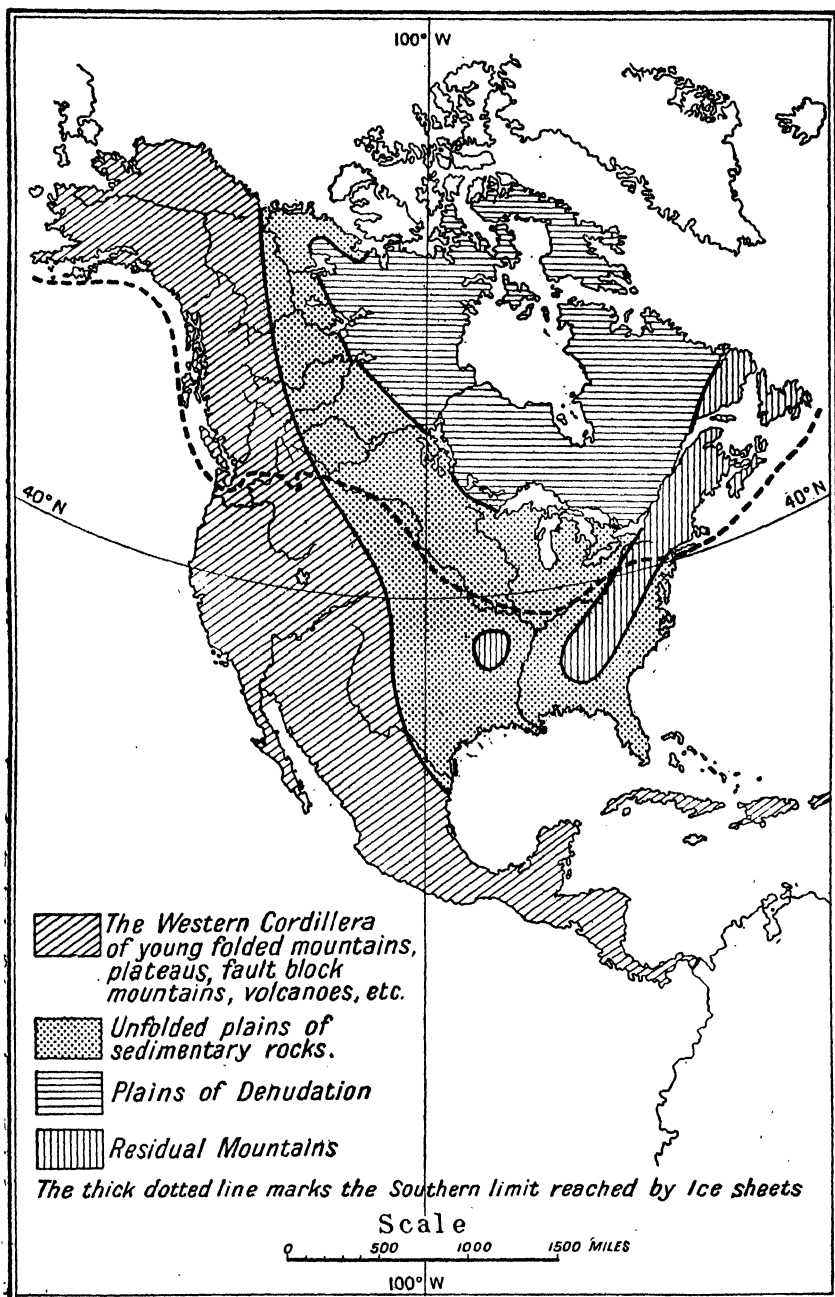 100° W
40° N
40° N
The Western Cordillera
of young folded mountains,
plateaus, fault block
mountains, volcanoes, etc.
Unfolded plains of
sedimentary rocks.
Plains of Denudation
Residual Mountains
The thick dotted line marks the Southern limit reached by Ice sheets
Scale
0 500 1000 1500 MILES
100° W